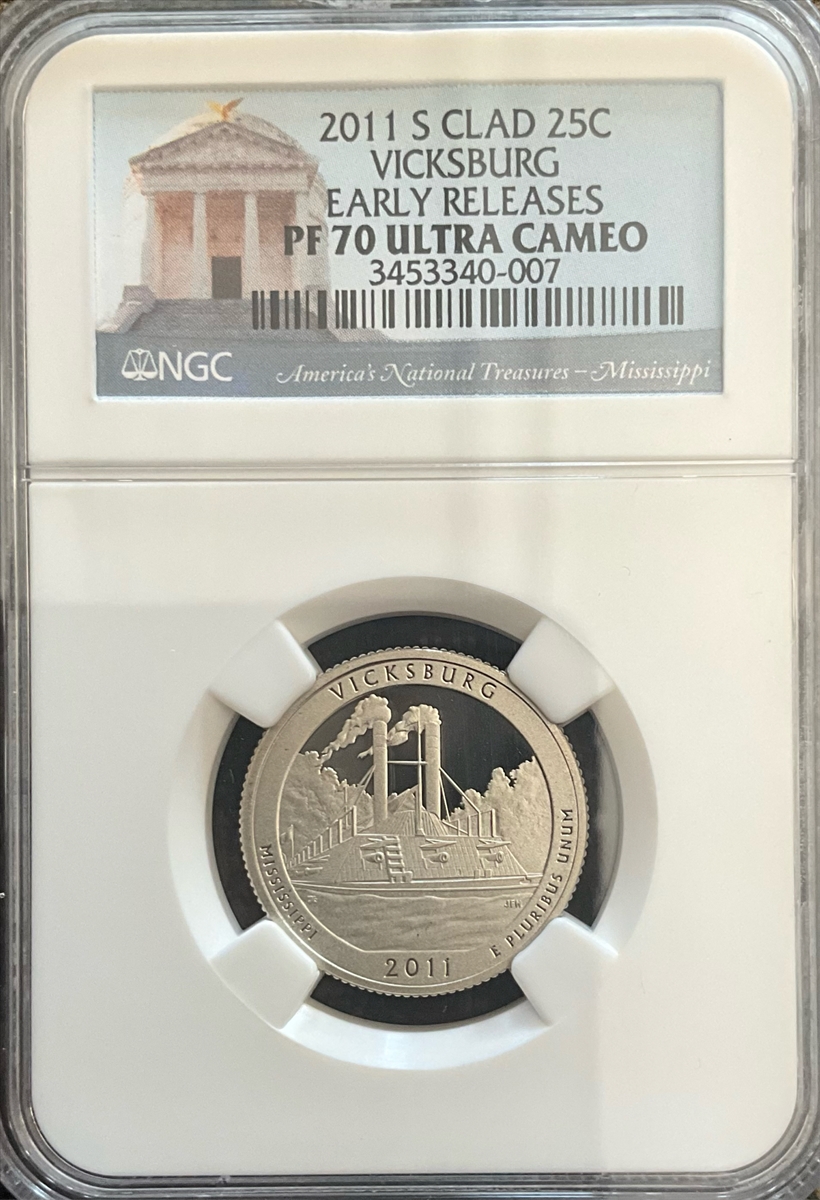 2011 S CLAD 25C
VICKSBURG
EARLY RELEASES
PF 70 ULTRA CAMEO
3453340-007
NGC
America's National Treasures – Mississippi
VICKSBURG
MISSISSIPPI
2011
E PLURIBUS UNUM
JFM